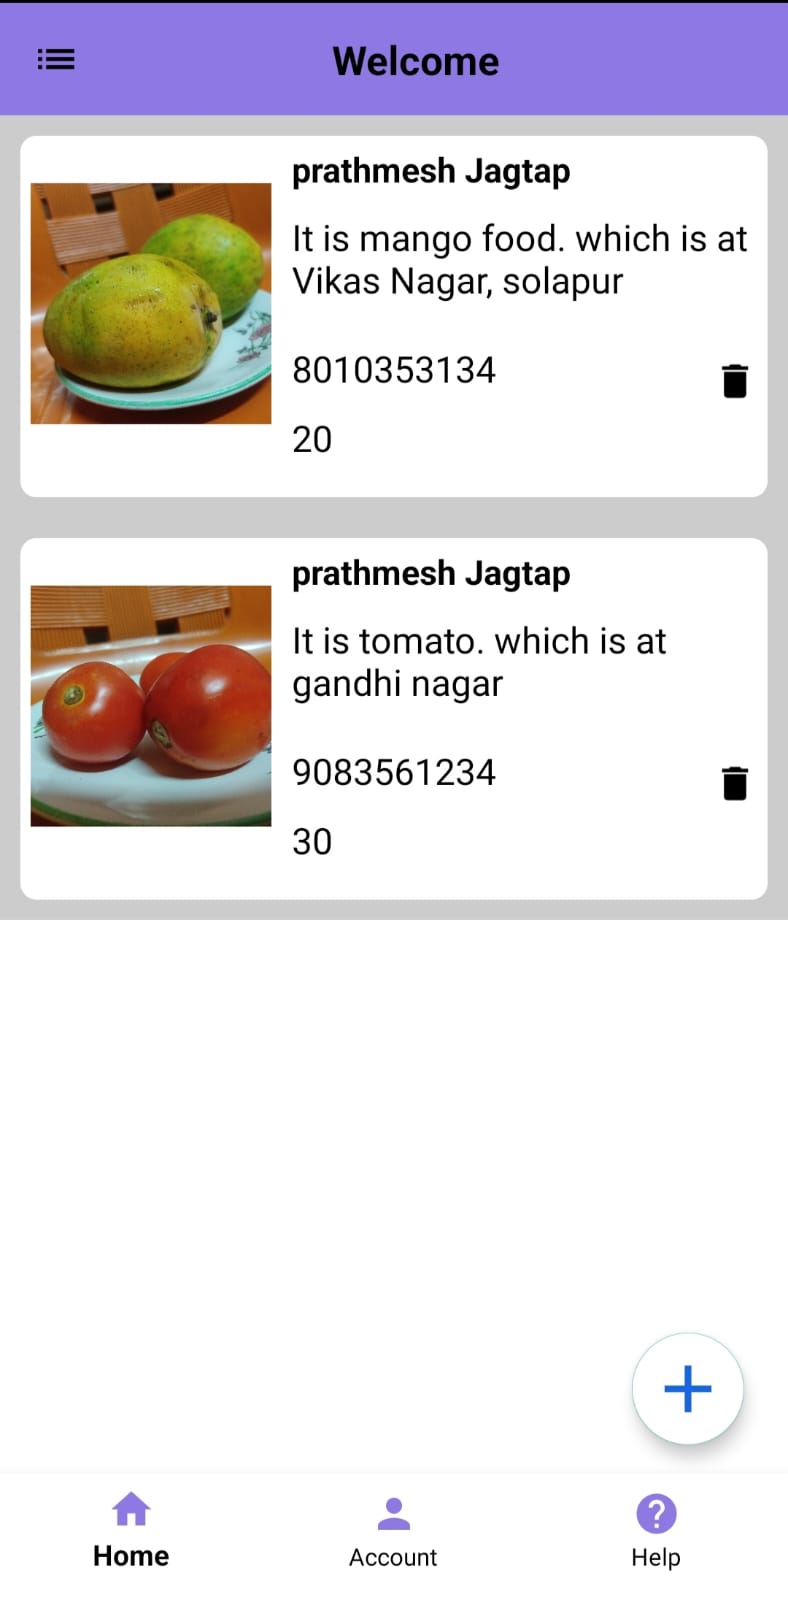 Welcome
prathmesh Jagtap
It is mango food. which is at
Vikas Nagar, solapur
8010353134
20
prathmesh Jagtap
It is tomato. which is at
gandhi nagar
9083561234
30
Home
Account
Help